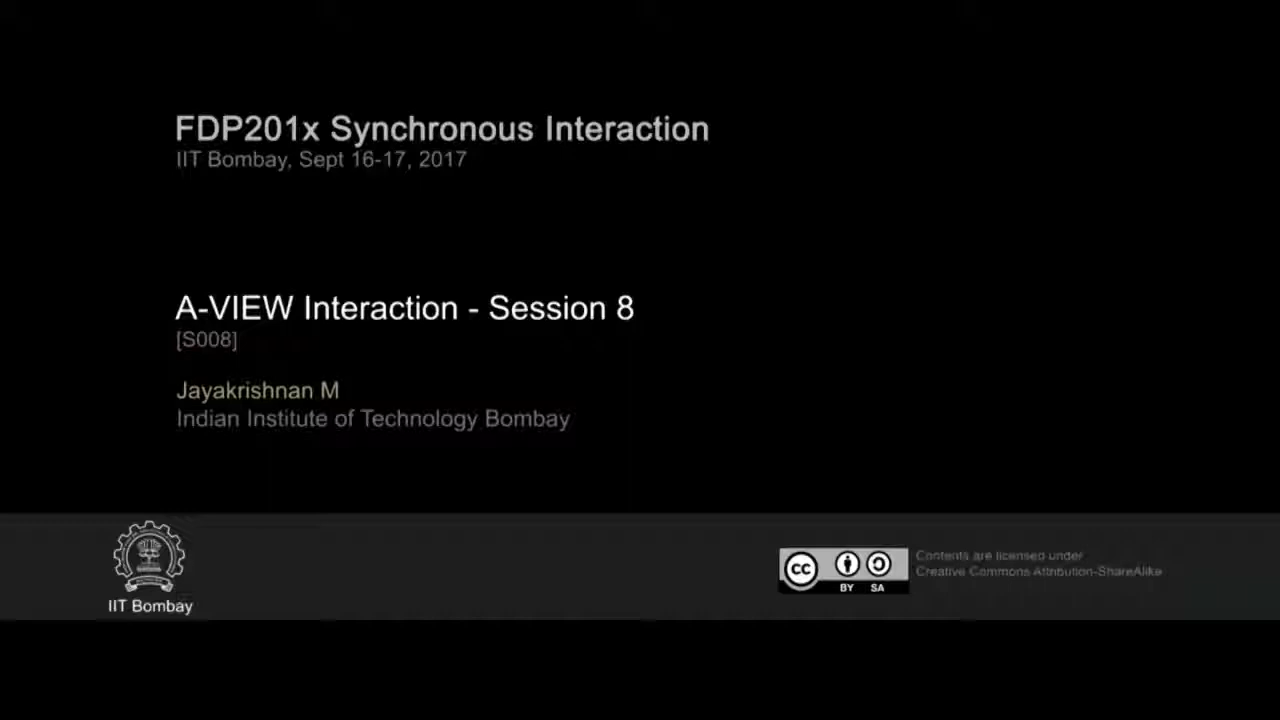 FDP201x Synchronous Interaction
IIT Bombay, Sept 16-17, 2017
A-VIEW Interaction - Session 8
[S008]
Jayakrishnan M
Indian Institute of Technology Bombay
IIT Bombay
cc BY SA
Contents are licensed under
Creative Commons Attribution-ShareAlike